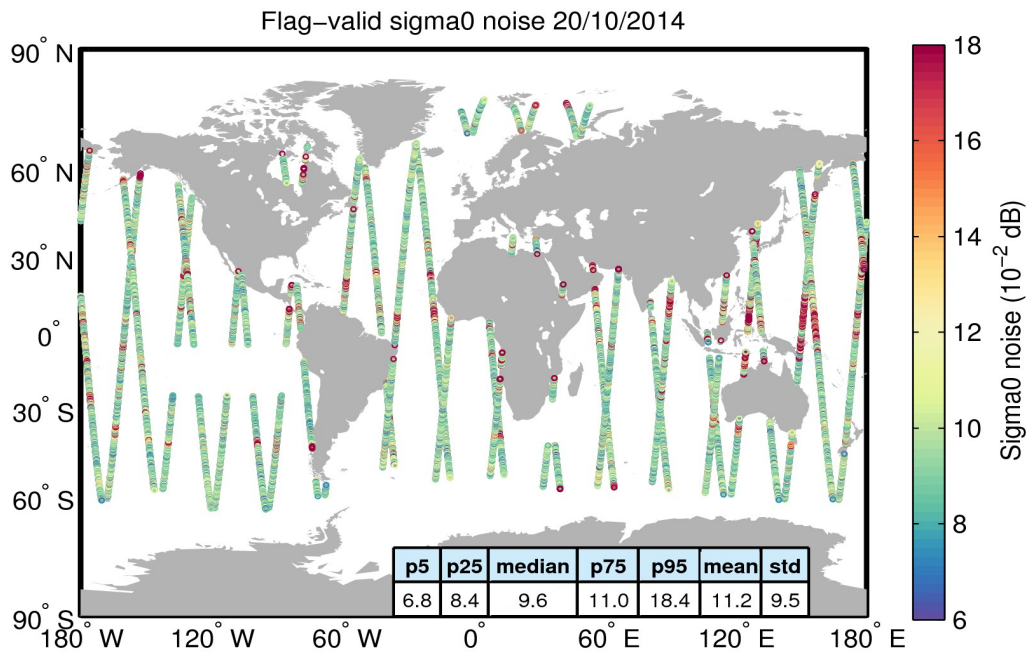 Flag−valid sigma0 noise 20/10/2014
90° N
60° N
30° N
0°
30° S
60° S
90° S
180° W
120° W
60° W
0°
60° E
120° E
180° E
p5 p25 median p75 p95 mean std
6.8 8.4 9.6 11.0 18.4 11.2 9.5
18
16
14
12
10
8
6
Sigma0 noise (10⁻² dB)